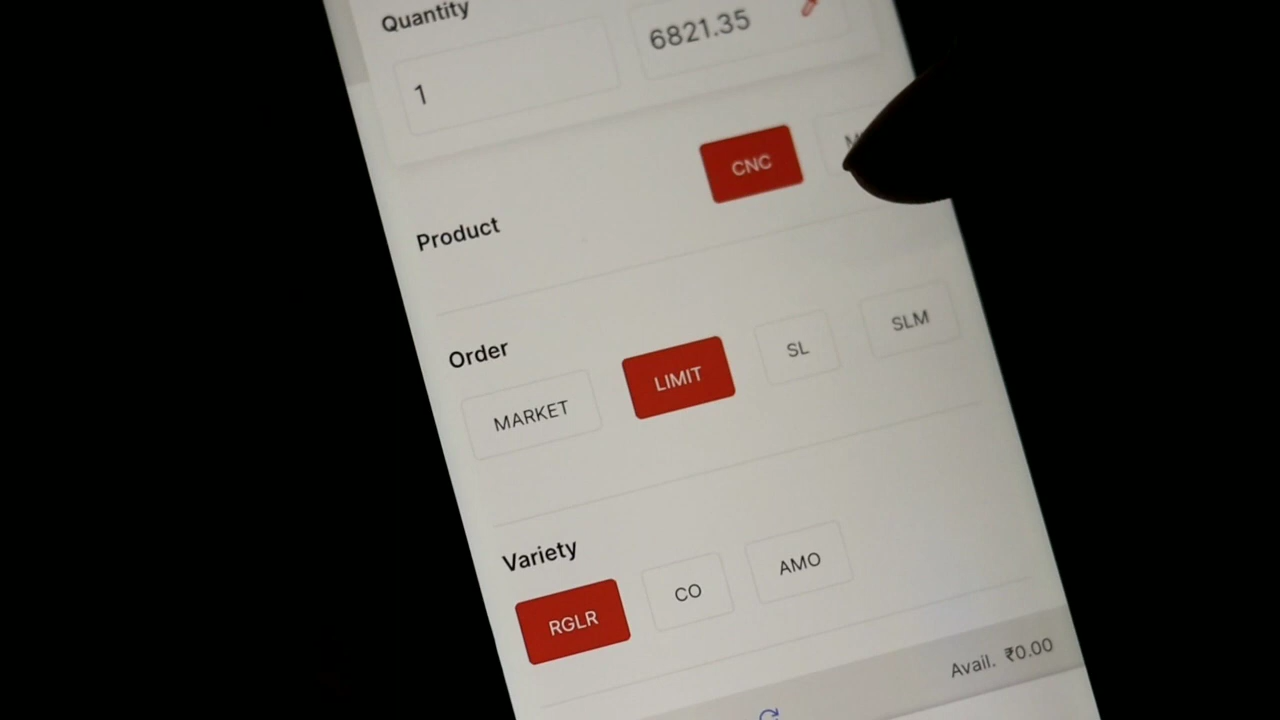 Quantity
1
6821.35
Product
CNC
Order
MARKET
LIMIT
SL
SLM
Variety
RGLR
CO
AMO
Avail. ₹0.00